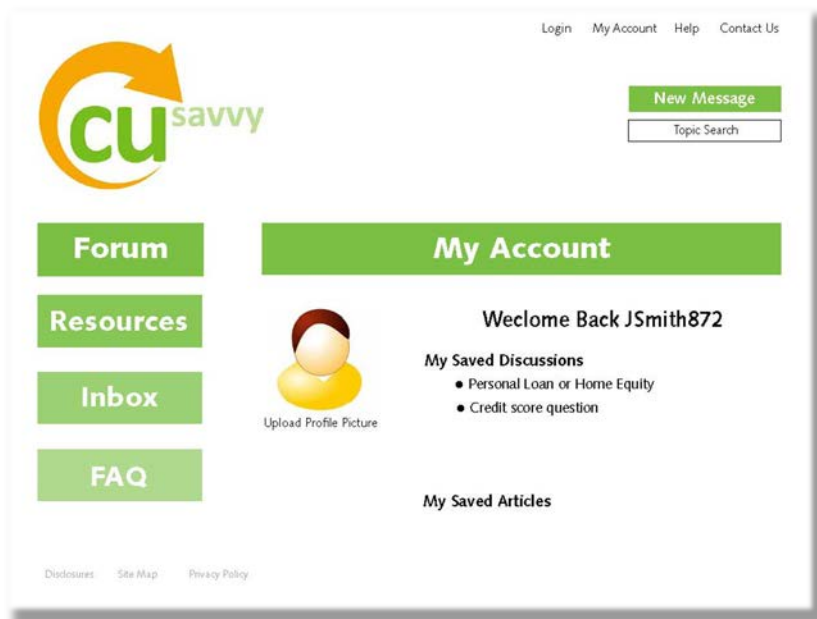 Login My Account Help Contact Us
cu savvy
New Message
Topic Search
Forum
My Account
Resources
Weclome Back JSmith872
My Saved Discussions
● Personal Loan or Home Equity
Inbox
● Credit score question
Upload Profile Picture
FAQ
My Saved Articles
Disclosures Site Map Privacy Policy